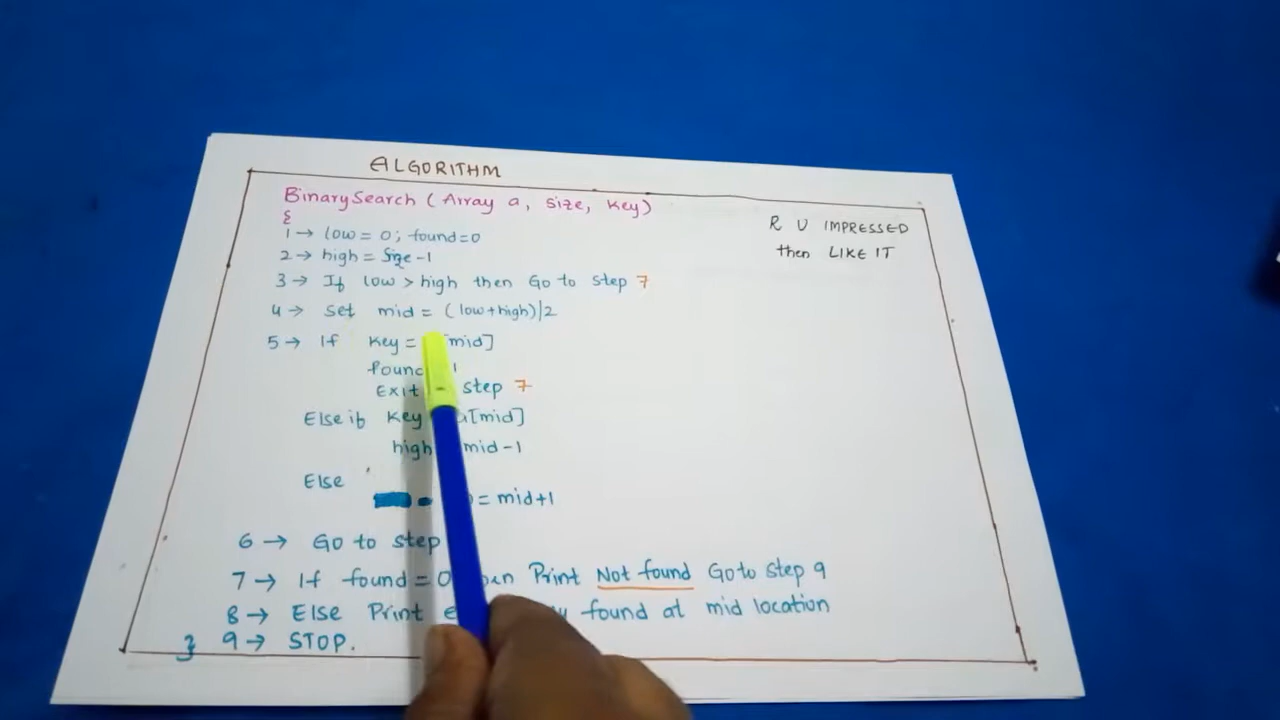 ALGORITHM
BinarySearch ( Array a, size, key)
{
1 → low = 0; found=0
2 → high = Size -1
3 → If low > high then Go to step 7
4 → Set mid = (low+high)|2
5 → If key = [mid]
1
Exit step 7
Else if key a[mid]
high mid-1
Else
= mid+1
6 → Go to step
7 → If found = 0 Print Not found Goto step 9
8 → Else Print found at mid location
} 9 → STOP.
R U IMPRESSED
then LIKE IT